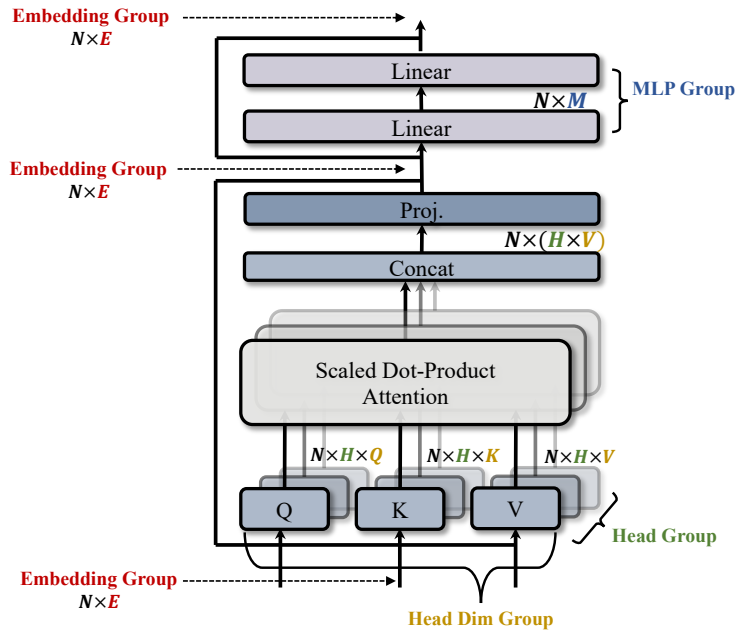 Embedding Group
N×E
Linear
N×M
MLP Group
Linear
Embedding Group
N×E
Proj.
N×(H×V)
Concat
Scaled Dot-Product
Attention
N×H×Q
N×H×K
N×H×V
Q
K
V
Head Group
Embedding Group
N×E
Head Dim Group